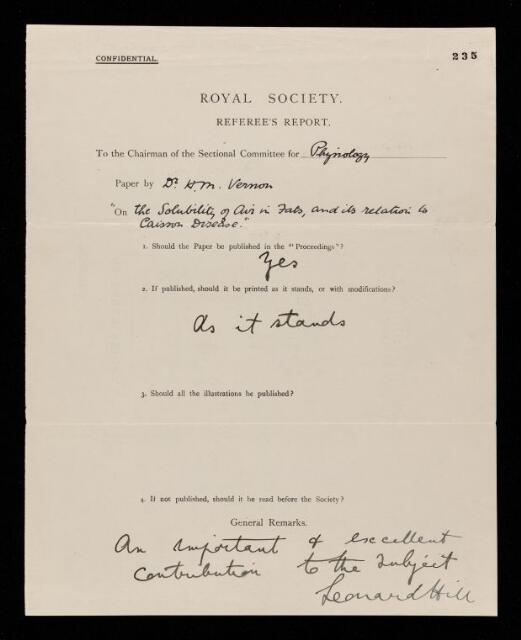 CONFIDENTIAL.
235
ROYAL SOCIETY.
REFEREE'S REPORT.
To the Chairman of the Sectional Committee for Physiology
Paper by Dr H.M. Vernon
"On the Solubility of Air in Fats, and its relation to
Caisson Disease."
1. Should the Paper be published in the "Proceedings"?
Yes
2. If published, should it be printed as it stands, or with modifications?
As it stands
3. Should all the illustrations be published?
4. If not published, should it be read before the Society?
General Remarks.
An important & excellent
contribution to the subject
Leonard Hill